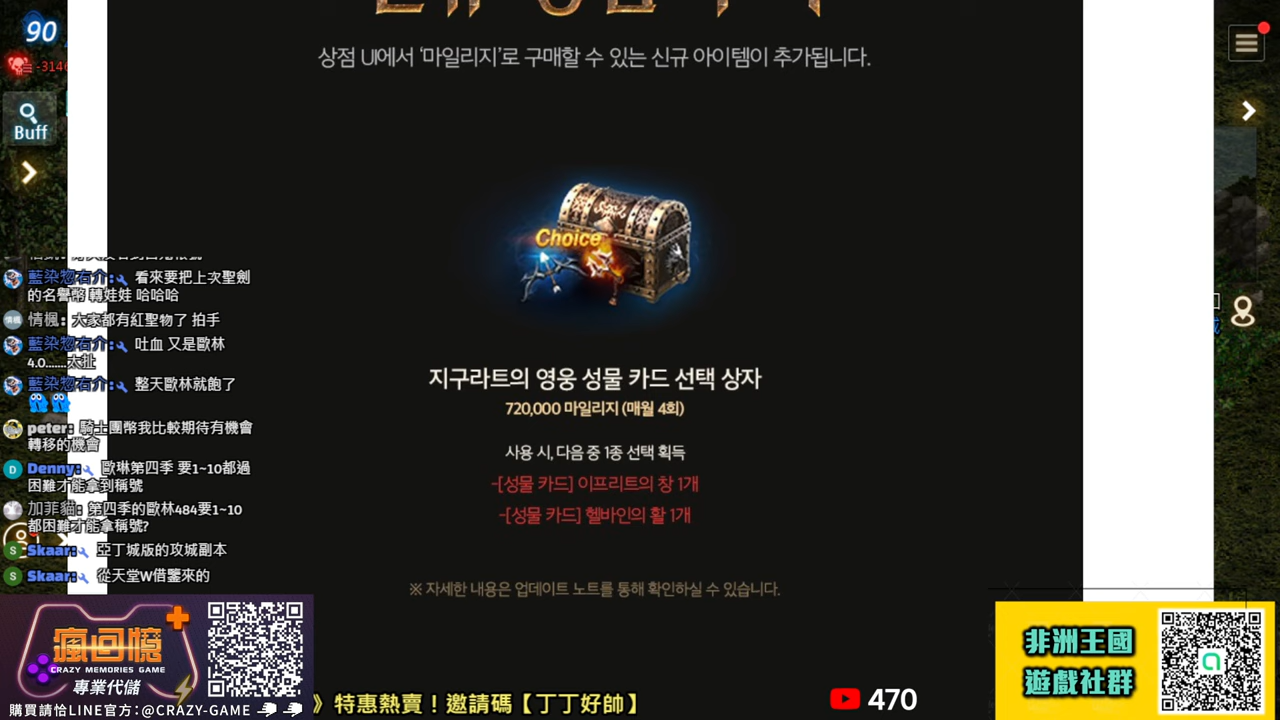 90
-3146
Buff
상점 UI에서 '마일리지'로 구매할 수 있는 신규 아이템이 추가됩니다.
Choice
지구라트의 영웅 성물 카드 선택 상자
720,000 마일리지 (매월 4회)
사용 시, 다음 중 1종 선택 획득
-[성물 카드] 이프리트의 창 1개
-[성물 카드] 헬바인의 활 1개
※ 자세한 내용은 업데이트 노트를 통해 확인하실 수 있습니다.
藍染惣右介: 看來要把上次聖劍
的名譽幣 轉娃娃 哈哈哈
情楓: 大家都有紅聖物了 拍手
藍染惣右介: 吐血 又是歐林
4.0.......太扯
藍染惣右介: 整天歐林就飽了
peter: 騎士團幣我比較期待有機會
轉移的機會
Denny: 歐琳第四季 要1~10都過
困難才能拿到稱號
加菲貓: 第四季的歐林484要1~10
都困難才能拿稱號?
Skaar: 亞丁城版的攻城副本
Skaar: 從天堂W借鑒來的
瘋回憶
CRAZY MEMORIES GAME
專業代儲
購買請恰LINE官方:@CRAZY-GAME
》特惠熱賣！邀請碼【丁丁好帥】
470
非洲王國
遊戲社群